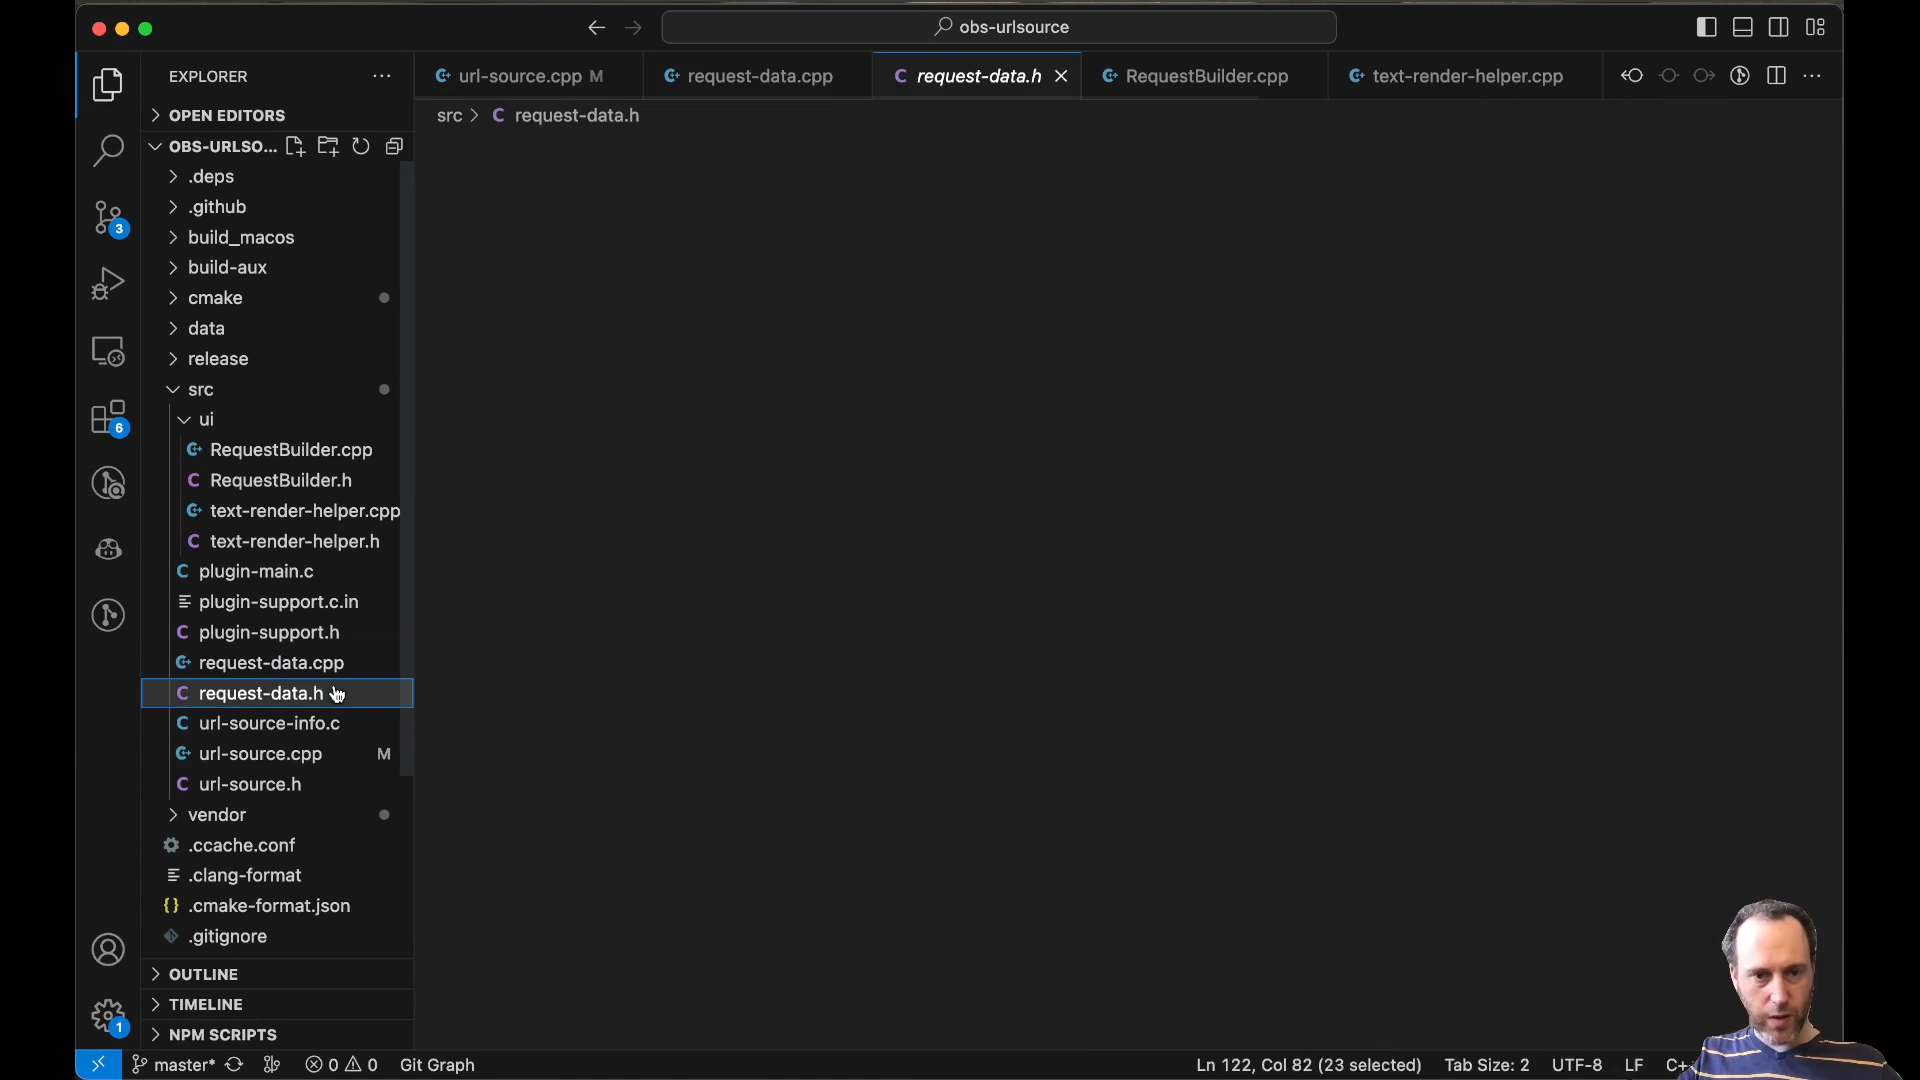 obs-urlsource
EXPLORER
OPEN EDITORS
OBS-URLSO...
.deps
.github
build_macos
build-aux
cmake
data
release
src
ui
RequestBuilder.cpp
RequestBuilder.h
text-render-helper.cpp
text-render-helper.h
plugin-main.c
plugin-support.c.in
plugin-support.h
request-data.cpp
request-data.h
url-source-info.c
url-source.cpp M
url-source.h
vendor
.ccache.conf
.clang-format
.cmake-format.json
.gitignore
OUTLINE
TIMELINE
NPM SCRIPTS
3
6
1
url-source.cpp M
request-data.cpp
request-data.h
RequestBuilder.cpp
text-render-helper.cpp
src > C request-data.h
master* 0 0 Git Graph
Ln 122, Col 82 (23 selected) Tab Size: 2 UTF-8 LF